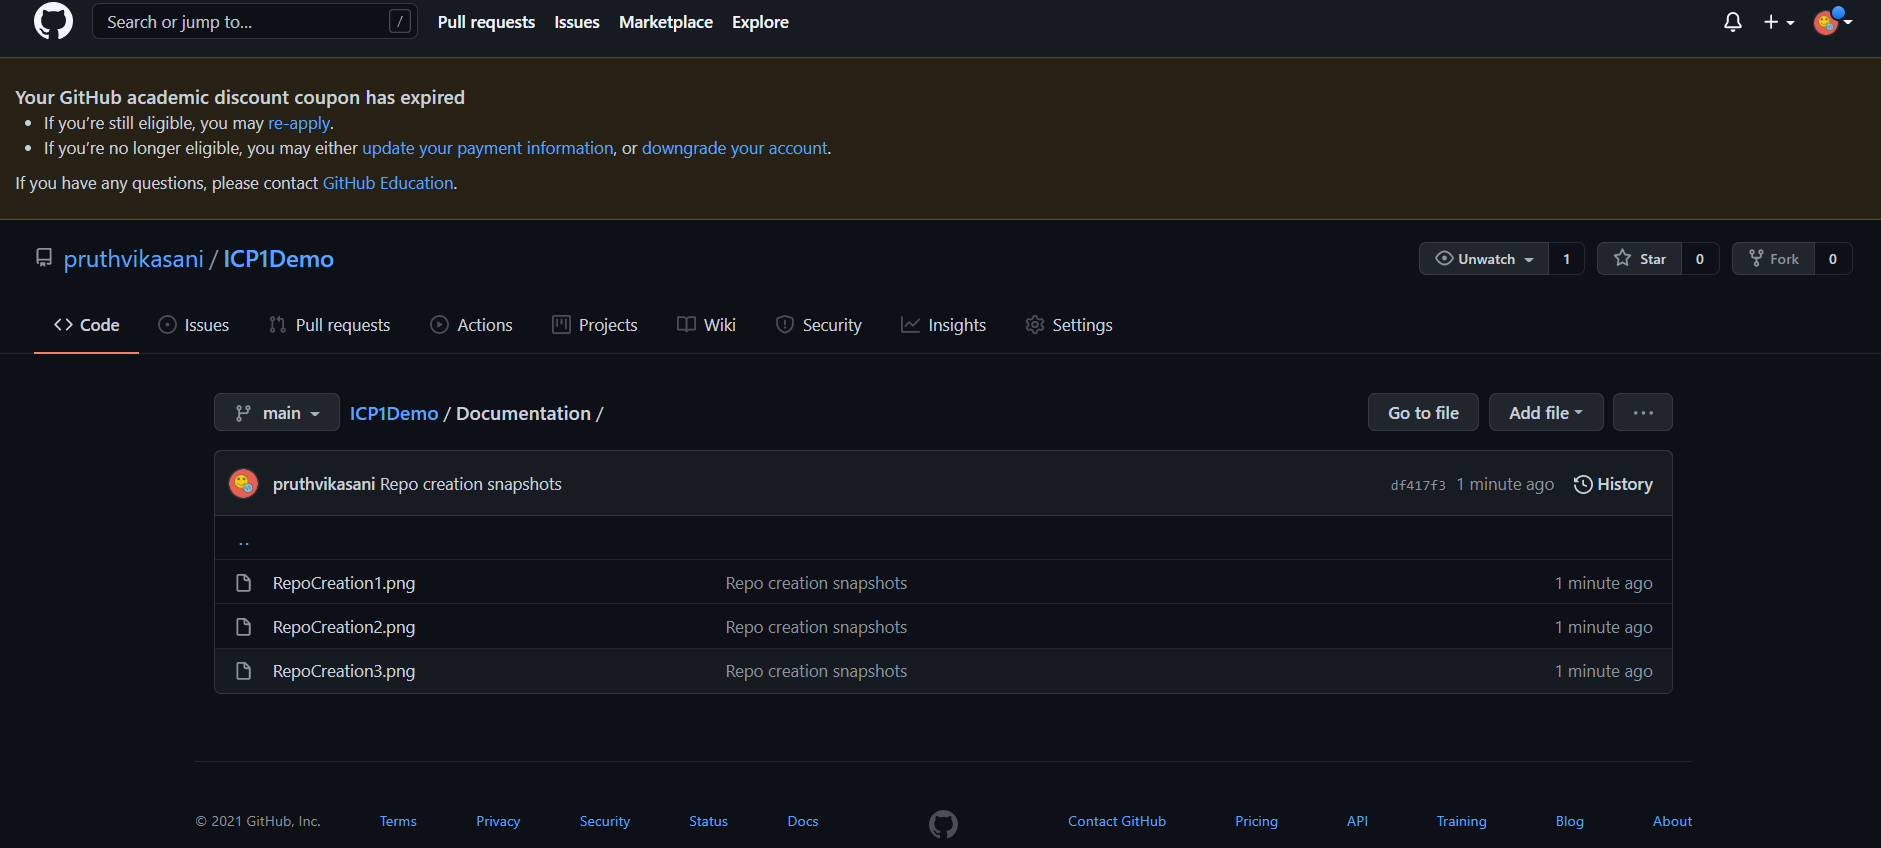 Search or jump to... /
Pull requests Issues Marketplace Explore
Your GitHub academic discount coupon has expired
• If you’re still eligible, you may re-apply.
• If you’re no longer eligible, you may either update your payment information, or downgrade your account.
If you have any questions, please contact GitHub Education.
pruthvikasani / ICP1Demo
Unwatch 1 Star 0 Fork 0
Code Issues Pull requests Actions Projects Wiki Security Insights Settings
main ICP1Demo / Documentation /
Go to file Add file ...
pruthvikasani Repo creation snapshots df417f3 1 minute ago History
..
RepoCreation1.png Repo creation snapshots 1 minute ago
RepoCreation2.png Repo creation snapshots 1 minute ago
RepoCreation3.png Repo creation snapshots 1 minute ago
© 2021 GitHub, Inc. Terms Privacy Security Status Docs Contact GitHub Pricing API Training Blog About